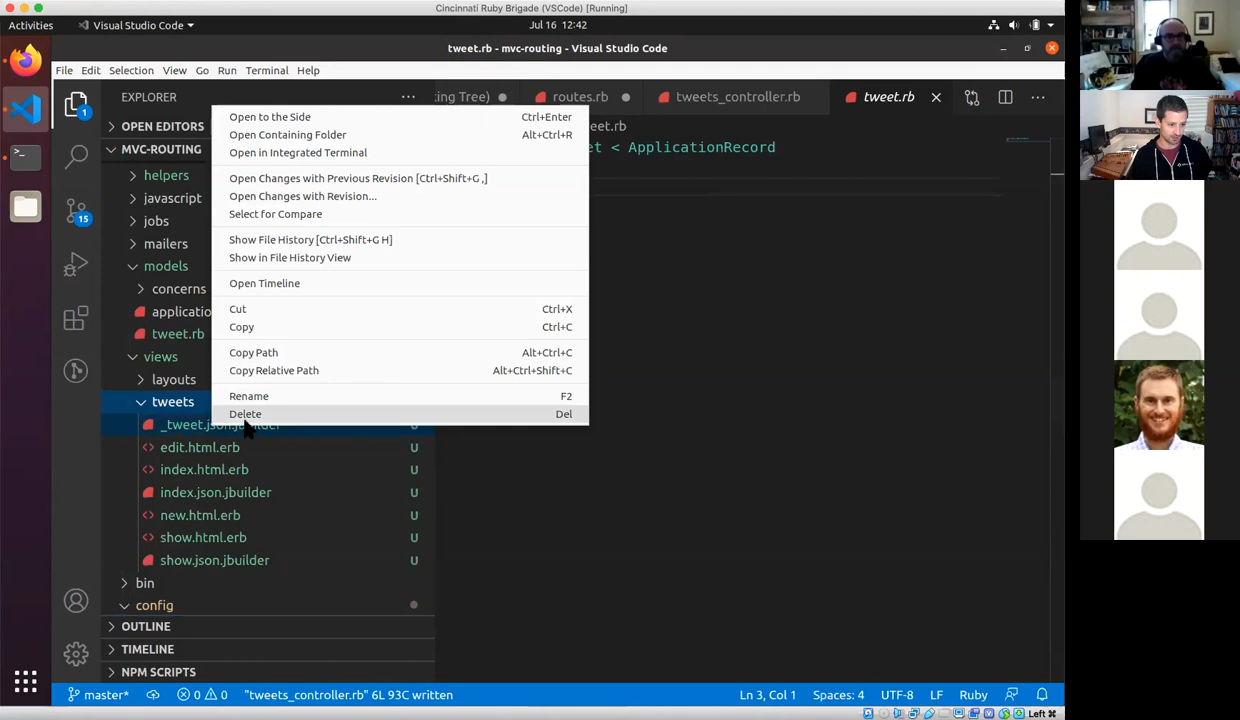 Cincinnati Ruby Brigade (VSCode) [Running]
Activities
Visual Studio Code
Jul 16 12:42
tweet.rb - mvc-routing - Visual Studio Code
File Edit Selection View Go Run Terminal Help
EXPLORER
ing Tree)
routes.rb
tweets_controller.rb
tweet.rb
OPEN EDITORS
eet.rb
MVC-ROUTING
et < ApplicationRecord
helpers
javascript
jobs
mailers
models
concerns
applicatio
tweet.rb
views
layouts
tweets
_tweet.json.jbuilder U
edit.html.erb U
index.html.erb U
index.json.jbuilder U
new.html.erb U
show.html.erb U
show.json.jbuilder U
bin
config
OUTLINE
TIMELINE
NPM SCRIPTS
1
15
Open to the Side Ctrl+Enter
Open Containing Folder Alt+Ctrl+R
Open in Integrated Terminal
Open Changes with Previous Revision [Ctrl+Shift+G ,]
Open Changes with Revision...
Select for Compare
Show File History [Ctrl+Shift+G H]
Show in File History View
Open Timeline
Cut Ctrl+X
Copy Ctrl+C
Copy Path Alt+Ctrl+C
Copy Relative Path Alt+Ctrl+Shift+C
Rename F2
Delete Del
master*
0 0
"tweets_controller.rb" 6L 93C written
Ln 3, Col 1
Spaces: 4
UTF-8
LF
Ruby
Left ⌘